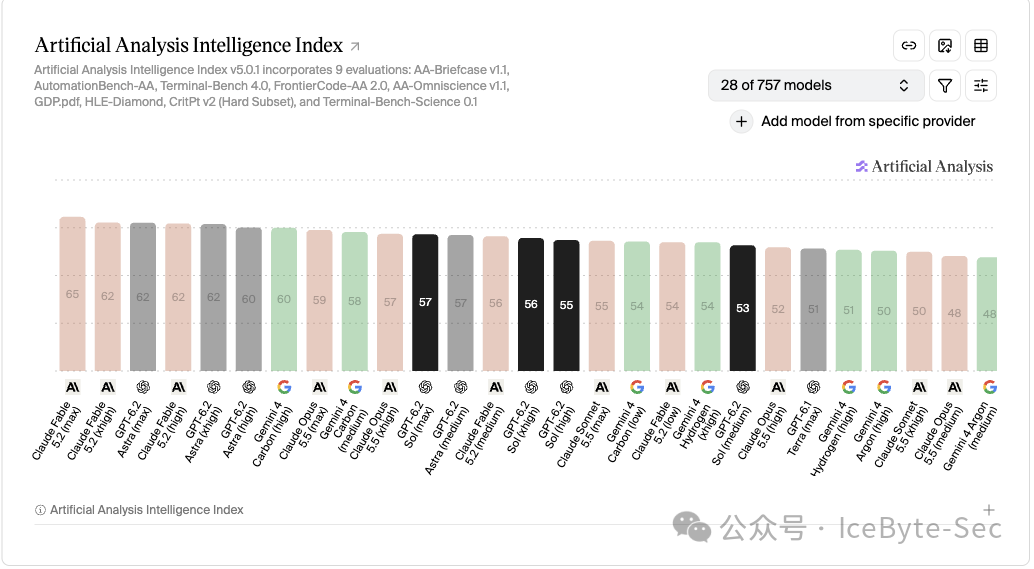 Artificial Analysis Intelligence Index
Artificial Analysis Intelligence Index v5.0.1 incorporates 9 evaluations: AA-Briefcase v1.1,
AutomationBench-AA, Terminal-Bench 4.0, FrontierCode-AA 2.0, AA-Omniscience v1.1,
GDP.pdf, HLE-Diamond, CritPt v2 (Hard Subset), and Terminal-Bench-Science 0.1
28 of 757 models
Add model from specific provider
Artificial Analysis
65
62
62
62
62
60
60
59
58
57
57
57
56
56
55
55
54
54
54
53
52
51
51
50
50
48
48
Claude Fable
5.2 (max)
Claude Fable
5.2 (xhigh)
GPT-6.2
Astra (max)
Claude Fable
5.2 (high)
GPT-6.2
Astra (xhigh)
GPT-6.2
Astra (high)
Gemini 4
Carbon (high)
Claude Opus
5.5 (max)
Gemini 4
Carbon
(medium)
Claude Opus
5.5 (xhigh)
GPT-6.2
Sol (max)
GPT-6.2
Astra (medium)
Claude Fable
5.2 (medium)
GPT-6.2
Sol (xhigh)
GPT-6.2
Sol (high)
Claude Sonnet
5.5 (max)
Gemini 4
Carbon (low)
Claude Fable
5.2 (low)
Gemini 4
Hydrogen
(xhigh)
GPT-6.2
Sol (medium)
Claude Opus
5.5 (high)
GPT-6.1
Terra (max)
Gemini 4
Hydrogen (high)
Gemini 4
Argon (high)
Claude Sonnet
5.5 (xhigh)
Claude Opus
5.5 (medium)
Gemini 4 Argon
(medium)
Artificial Analysis Intelligence Index
公众号 · IceByte-Sec